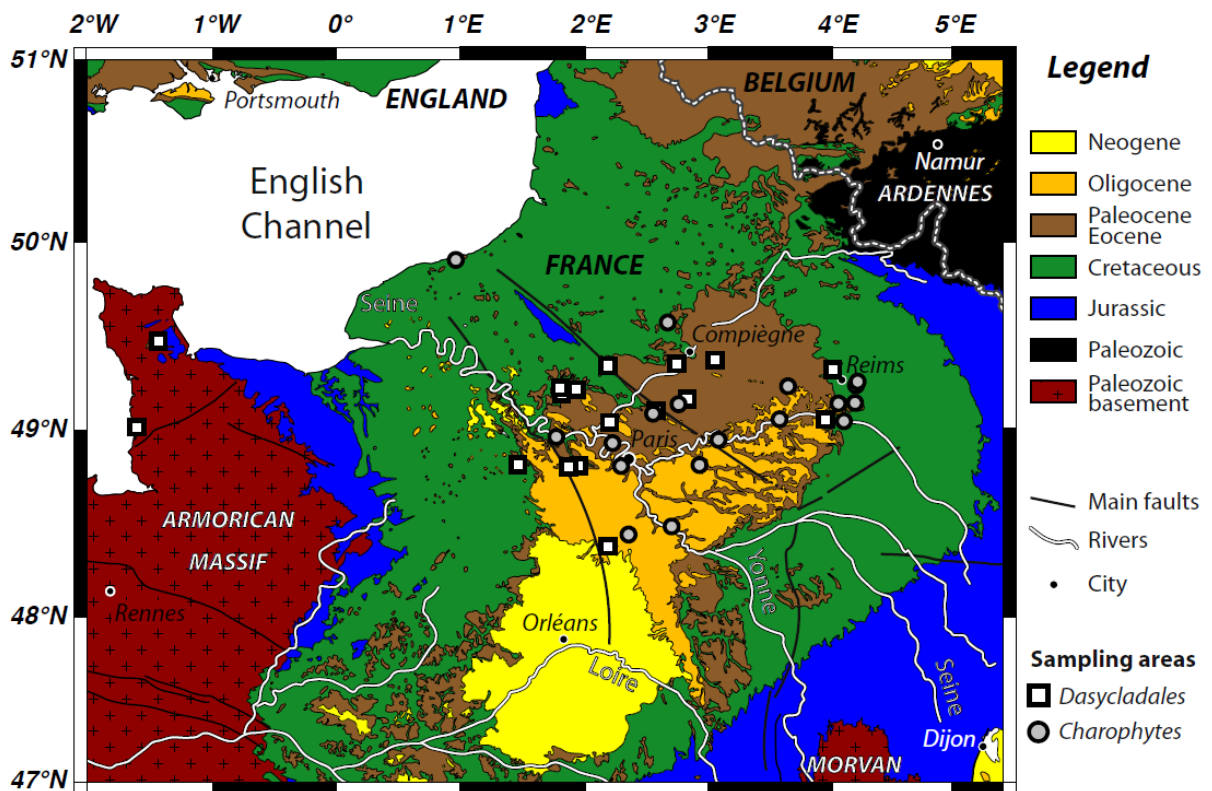 2°W 1°W 0° 1°E 2°E 3°E 4°E 5°E
51°N
50°N
49°N
48°N
47°N
Portsmouth
ENGLAND
BELGIUM
Namur
ARDENNES
English
Channel
FRANCE
Seine
Compiègne
Reims
Paris
ARMORICAN
MASSIF
Rennes
Orléans
Loire
Yonne
Seine
Dijon
MORVAN
Legend
Neogene
Oligocene
Paleocene
Eocene
Cretaceous
Jurassic
Paleozoic
Paleozoic
basement
Main faults
Rivers
City
Sampling areas
Dasycladales
Charophytes